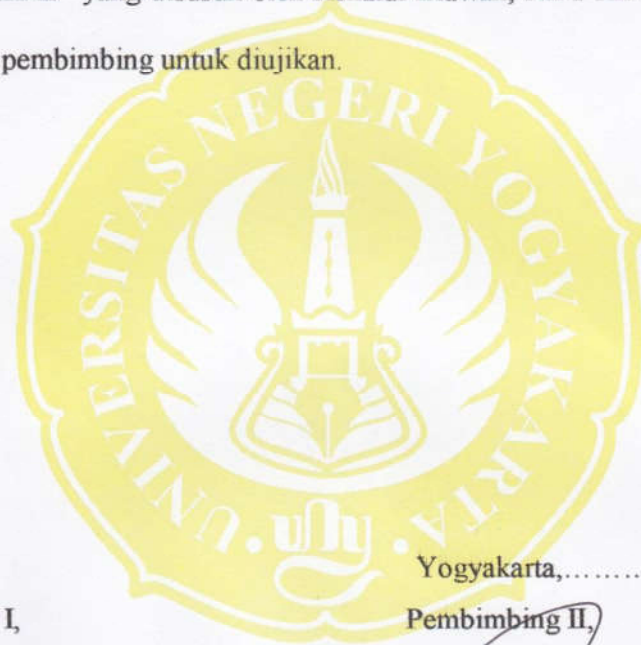 pembimbing untuk diujikan.
UNIVERSITAS NEGERI YOGYAKARTA
uny
Yogyakarta,........
I,
Pembimbing II,